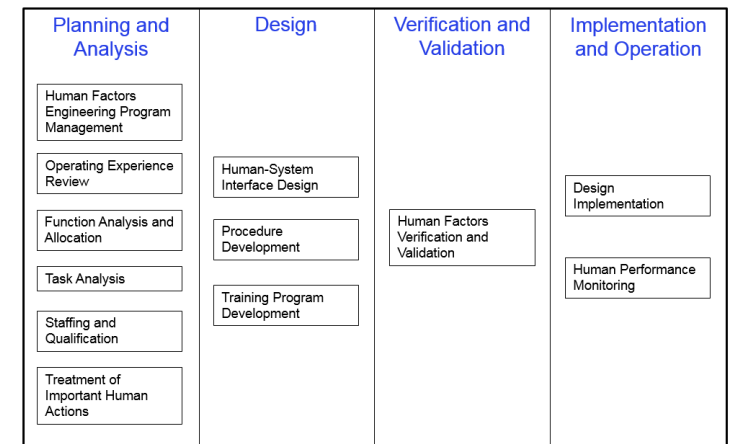 Planning and
Analysis
Human Factors
Engineering Program
Management
Operating Experience
Review
Function Analysis and
Allocation
Task Analysis
Staffing and
Qualification
Treatment of
Important Human
Actions
Design
Human-System
Interface Design
Procedure
Development
Training Program
Development
Verification and
Validation
Human Factors
Verification and
Validation
Implementation
and Operation
Design
Implementation
Human Performance
Monitoring